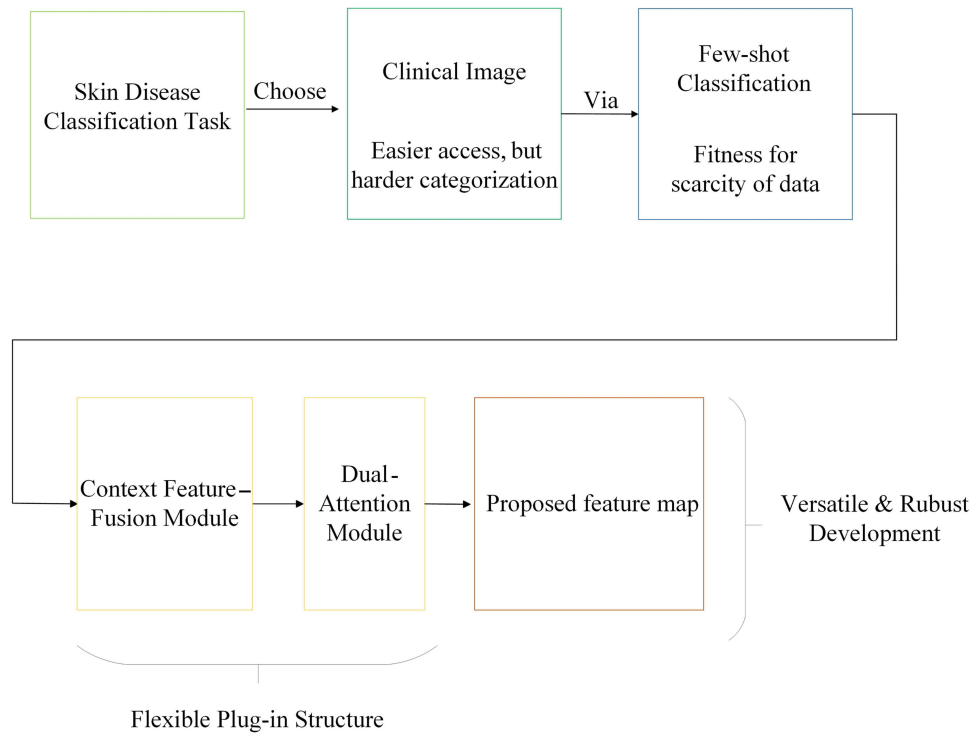 Skin Disease
Classification Task
Choose
Clinical Image
Easier access, but
harder categorization
Via
Few-shot
Classification
Fitness for
scarcity of data
Context Feature–
Fusion Module
Dual-
Attention
Module
Proposed feature map
Versatile & Rubust
Development
Flexible Plug-in Structure